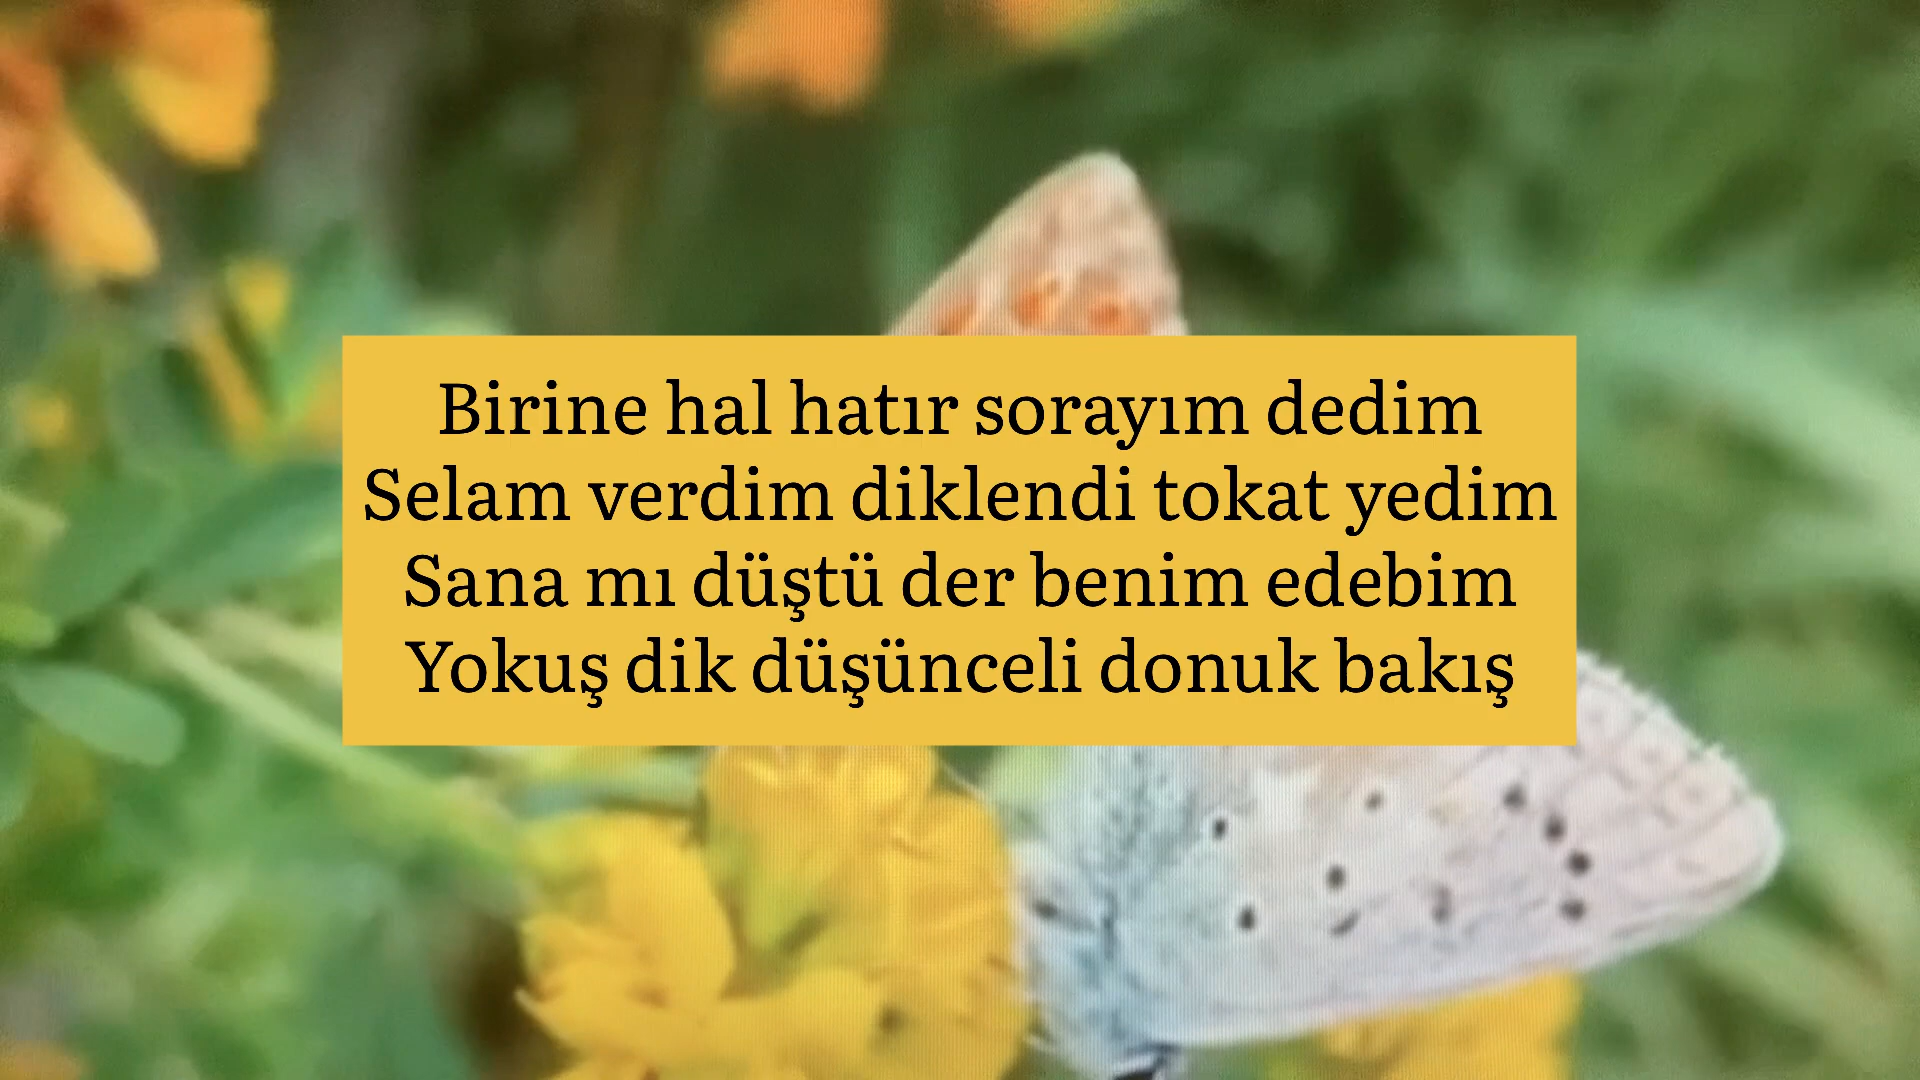 Birine hal hatır sorayım dedim
Selam verdim diklendi tokat yedim
Sana mı düştü der benim edebim
Yokuş dik düşünceli donuk bakış